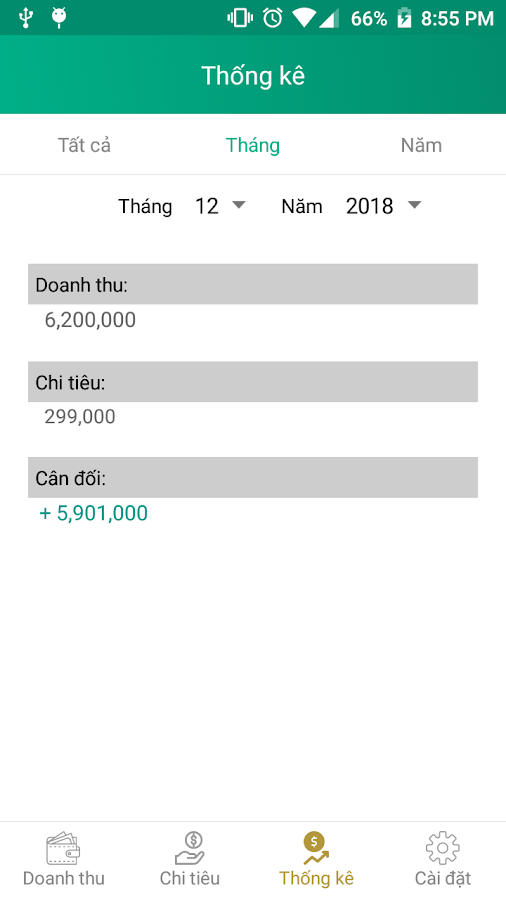 66% 8:55 PM
Thống kê
Tất cả Tháng Năm
Tháng 12 Năm 2018
Doanh thu:
6,200,000
Chi tiêu:
299,000
Cân đối:
+ 5,901,000
Doanh thu Chi tiêu Thống kê Cài đặt